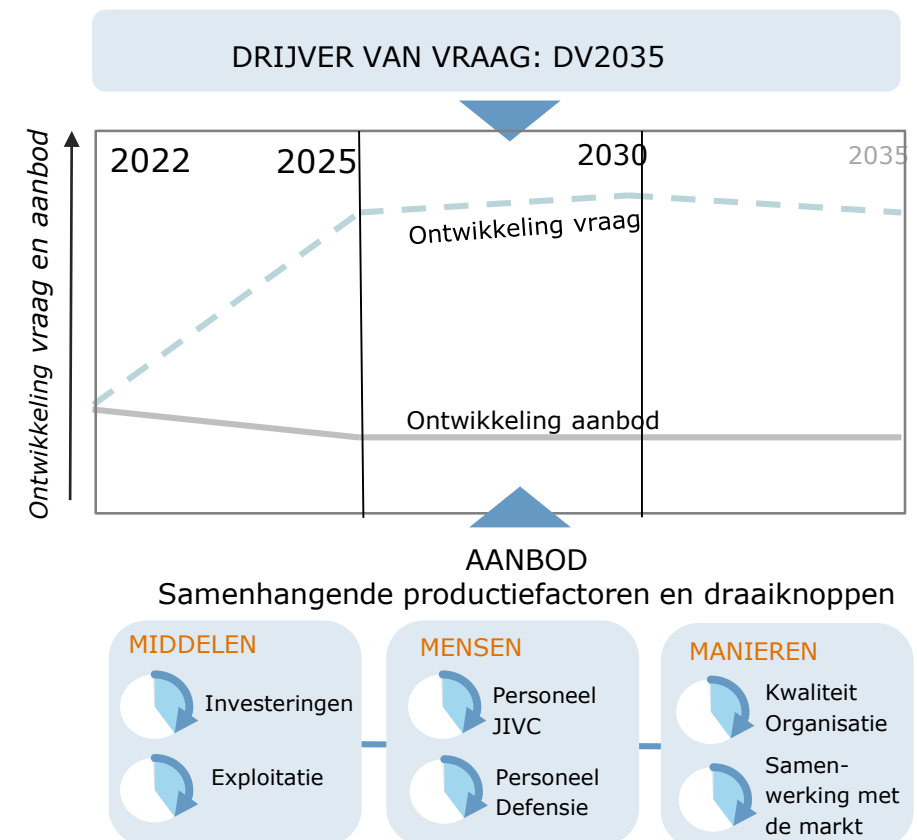 DRIJVER VAN VRAAG: DV2035
Ontwikkeling vraag en aanbod
2022
2025
2030
2035
Ontwikkeling vraag
Ontwikkeling aanbod
AANBOD
Samenhangende productiefactoren en draaiknoppen
MIDDELEN
Investeringen
Exploitatie
MENSEN
Personeel
JIVC
Personeel
Defensie
MANIEREN
Kwaliteit
Organisatie
Samen-
werking met
de markt